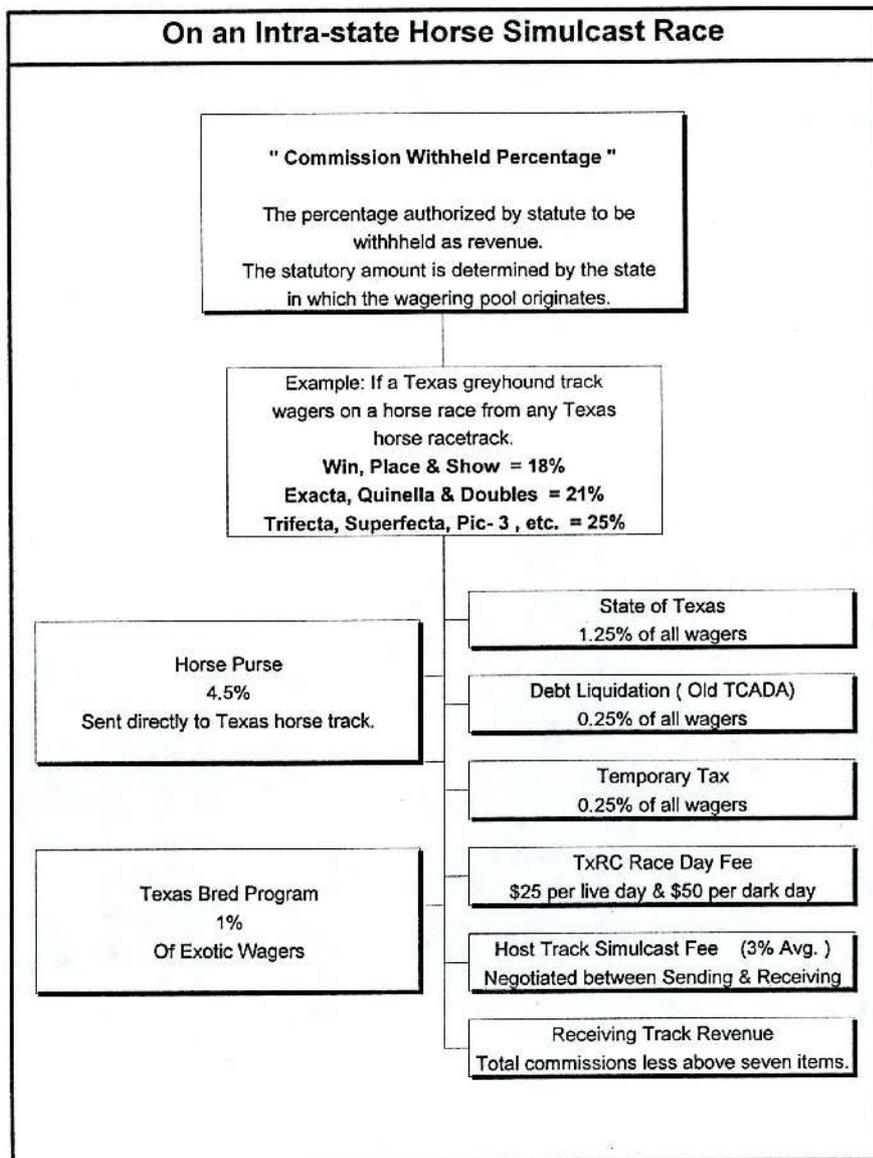 On an Intra-state Horse Simulcast Race
" Commission Withheld Percentage "
The percentage authorized by statute to be
withhheld as revenue.
The statutory amount is determined by the state
in which the wagering pool originates.
Example: If a Texas greyhound track
wagers on a horse race from any Texas
horse racetrack.
Win, Place & Show = 18%
Exacta, Quinella & Doubles = 21%
Trifecta, Superfecta, Pic- 3 , etc. = 25%
Horse Purse
4.5%
Sent directly to Texas horse track.
Texas Bred Program
1%
Of Exotic Wagers
State of Texas
1.25% of all wagers
Debt Liquidation ( Old TCADA)
0.25% of all wagers
Temporary Tax
0.25% of all wagers
TxRC Race Day Fee
$25 per live day & $50 per dark day
Host Track Simulcast Fee (3% Avg. )
Negotiated between Sending & Receiving
Receiving Track Revenue
Total commissions less above seven items.